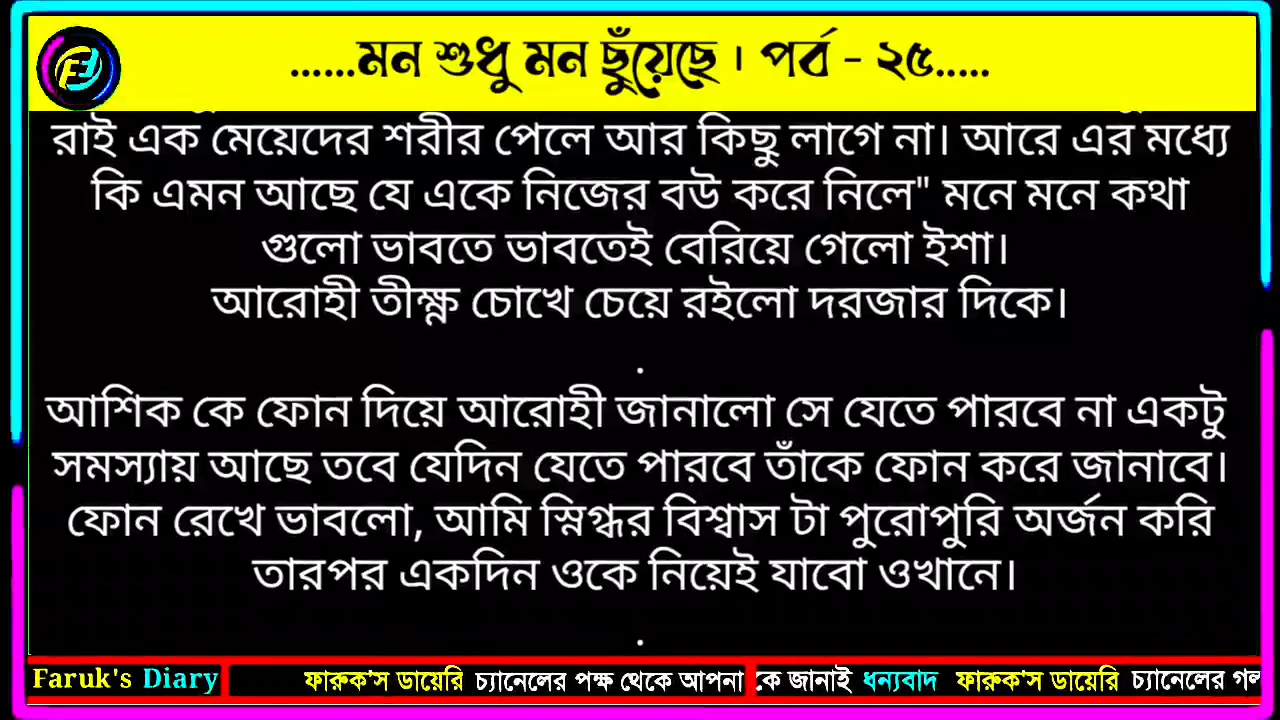 ......মন শুধু মন ছুঁয়েছে । পর্ব - ২৫.....
রাই এক মেয়েদের শরীর পেলে আর কিছু লাগে না। আরে এর মধ্যে
কি এমন আছে যে একে নিজের বউ করে নিলে" মনে মনে কথা
গুলো ভাবতে ভাবতেই বেরিয়ে গেলো ইশা।
আরোহী তীক্ষ্ণ চোখে চেয়ে রইলো দরজার দিকে।
.
আশিক কে ফোন দিয়ে আরোহী জানালো সে যেতে পারবে না একটু
সমস্যায় আছে তবে যেদিন যেতে পারবে তাঁকে ফোন করে জানাবে।
ফোন রেখে ভাবলো, আমি স্নিগ্ধর বিশ্বাস টা পুরোপুরি অর্জন করি
তারপর একদিন ওকে নিয়েই যাবো ওখানে।
.
Faruk's Diary ফারুক'স ডায়েরি চ্যানেলের পক্ষ থেকে আপনা কে জানাই ধন্যবাদ ফারুক'স ডায়েরি চ্যানেলের